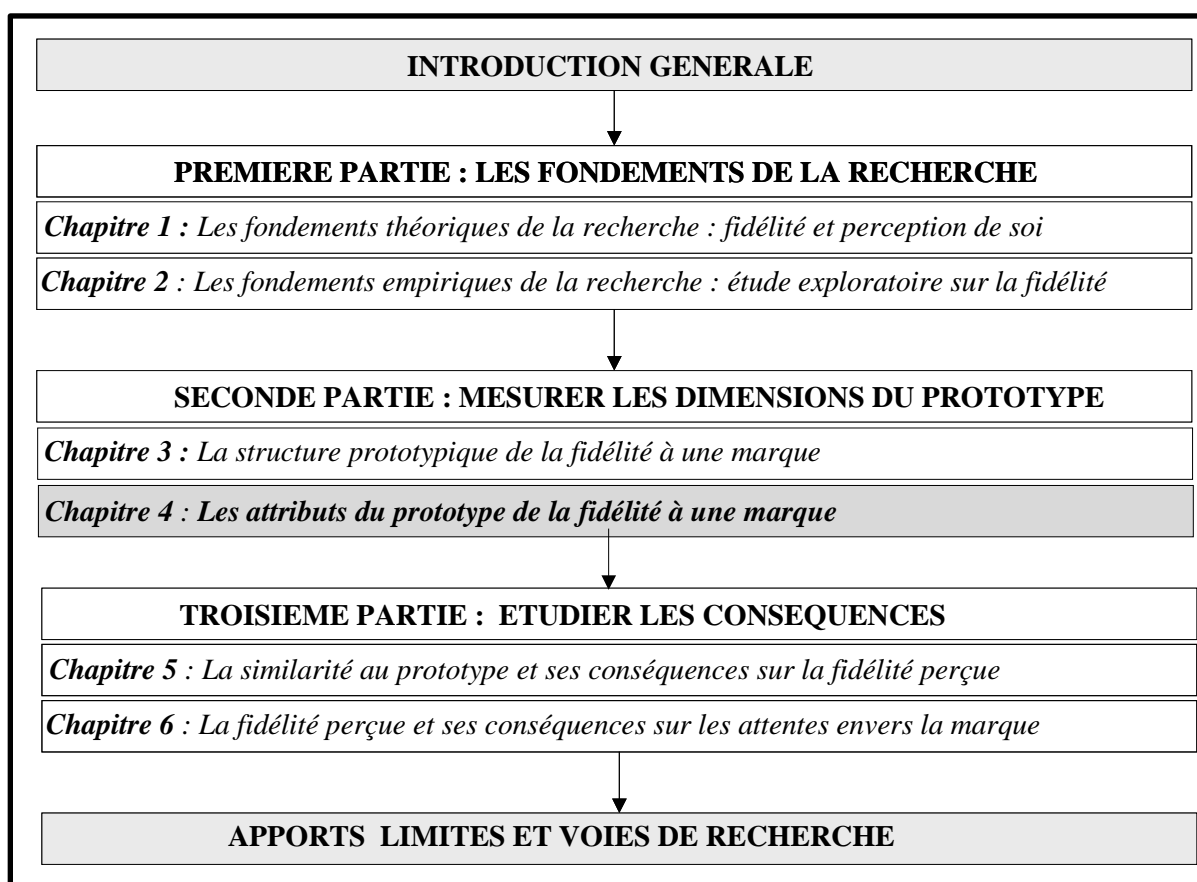 INTRODUCTION GENERALE
PREMIERE PARTIE : LES FONDEMENTS DE LA RECHERCHE
Chapitre 1 : Les fondements théoriques de la recherche : fidélité et perception de soi
Chapitre 2 : Les fondements empiriques de la recherche : étude exploratoire sur la fidélité
SECONDE PARTIE : MESURER LES DIMENSIONS DU PROTOTYPE
Chapitre 3 : La structure prototypique de la fidélité à une marque
Chapitre 4 : Les attributs du prototype de la fidélité à une marque
TROISIEME PARTIE : ETUDIER LES CONSEQUENCES
Chapitre 5 : La similarité au prototype et ses conséquences sur la fidélité perçue
Chapitre 6 : La fidélité perçue et ses conséquences sur les attentes envers la marque
APPORTS LIMITES ET VOIES DE RECHERCHE